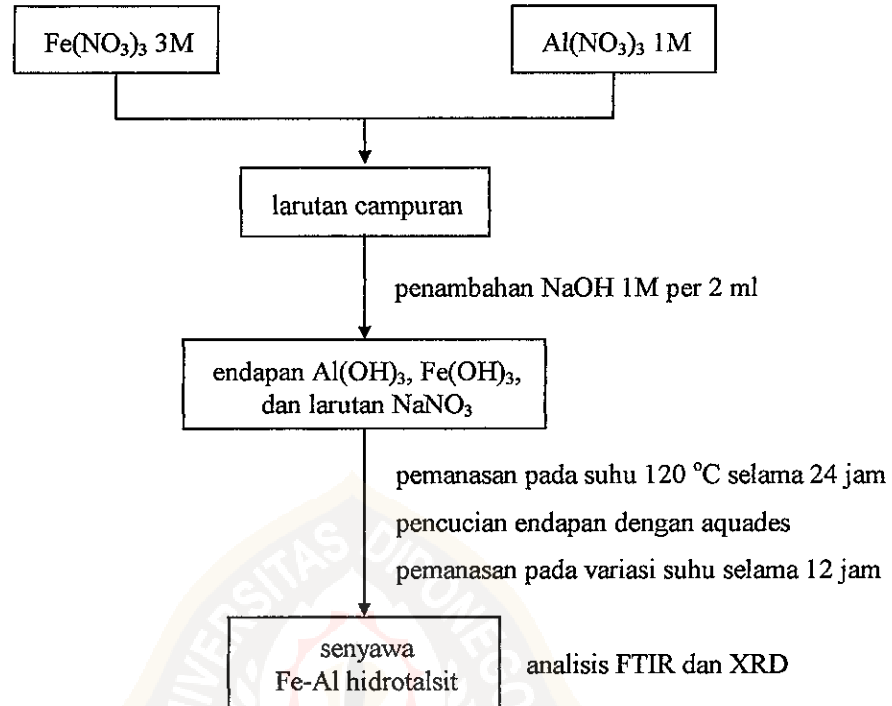 Fe(NO₃)₃ 3M
Al(NO₃)₃ 1M
larutan campuran
penambahan NaOH 1M per 2 ml
endapan Al(OH)₃, Fe(OH)₃,
dan larutan NaNO₃
pemanasan pada suhu 120 °C selama 24 jam
pencucian endapan dengan aquades
pemanasan pada variasi suhu selama 12 jam
senyawa
Fe-Al hidrotalsit
analisis FTIR dan XRD